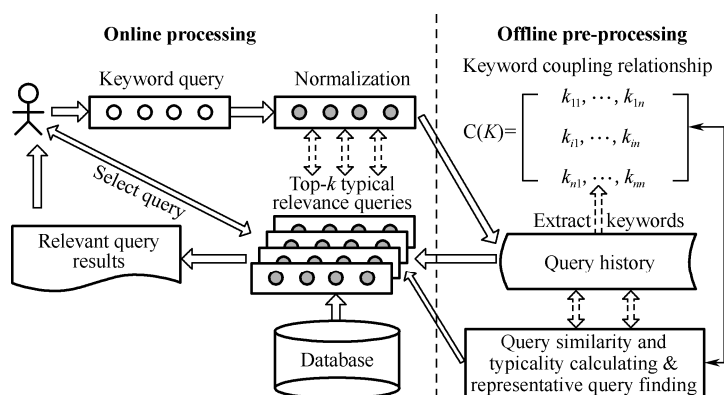 Online processing
Offline pre-processing
Keyword query
Normalization
Keyword coupling relationship
C(K)=
k11, ···, k1n
ki1, ···, kin
kn1, ···, knn
Select query
Top-k typical
relevance queries
Extract keywords
Relevant query
results
Query history
Database
Query similarity and
typicality calculating &
representative query finding